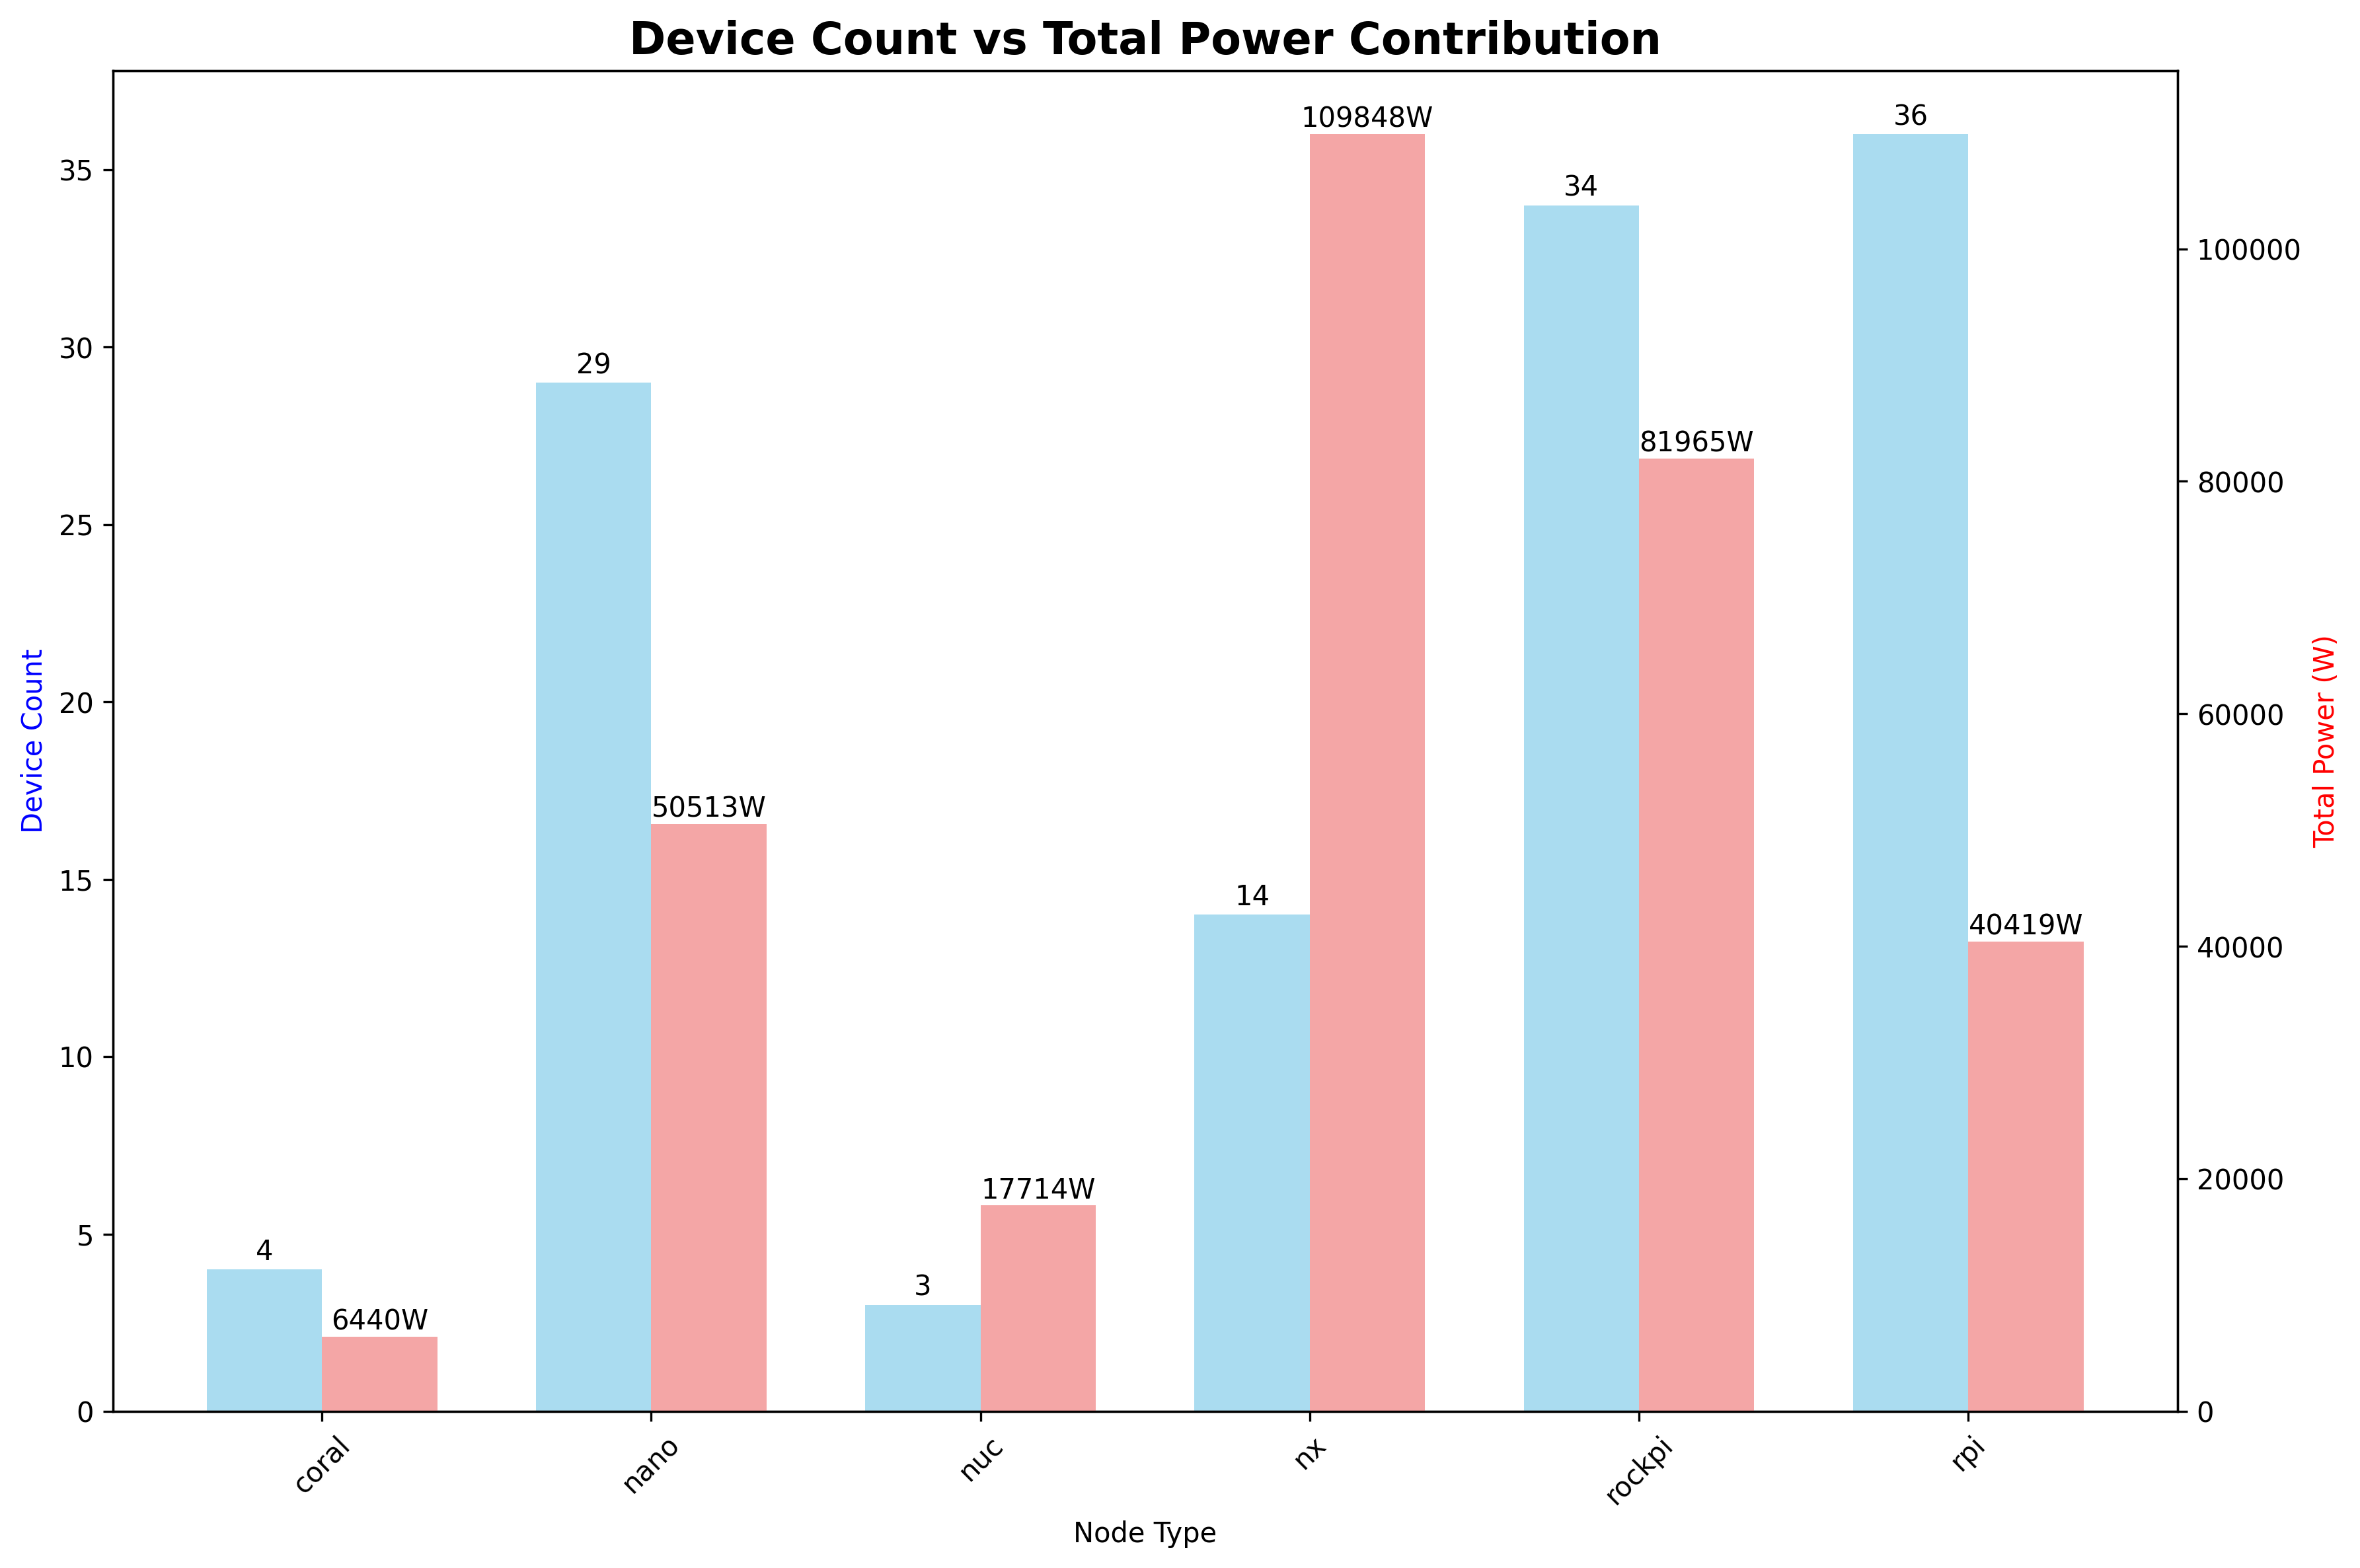 Device Count vs Total Power Contribution
Device Count
35
30
25
20
15
10
5
0
4
6440W
29
50513W
3
17714W
14
109848W
34
81965W
36
40419W
100000
80000
60000
40000
20000
0
Total Power (W)
coral
nano
nuc
nx
rockpi
rpi
Node Type